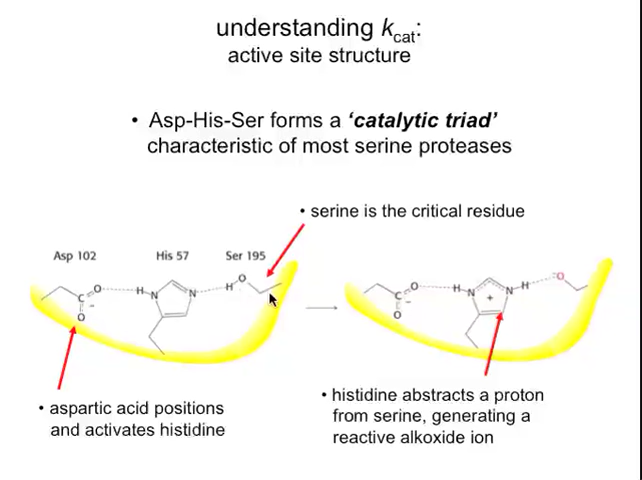 understanding kcat:
active site structure
• Asp-His-Ser forms a ‘catalytic triad’
characteristic of most serine proteases
• serine is the critical residue
Asp 102
His 57
Ser 195
O
H
N
N
H
O
C
O
-
O
H
N
N
H
O
C
O
-
+
• aspartic acid positions
and activates histidine
• histidine abstracts a proton
from serine, generating a
reactive alkoxide ion